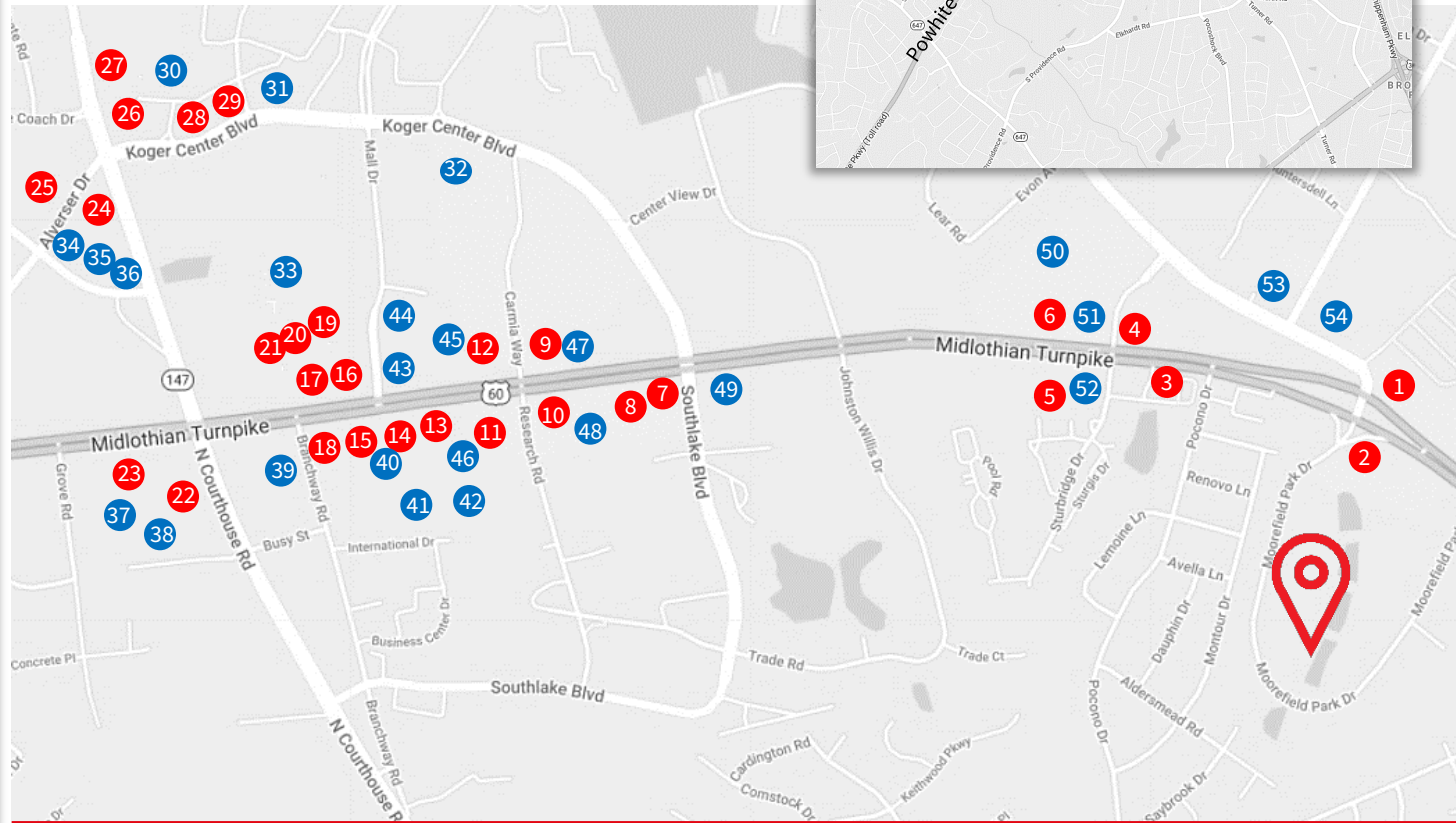 647
Powhite
Elkhardt Rd
Turner Rd
Pocoshock Blvd
S Providence Rd
647
Turner Rd
27
30
31
29
26
28
Koger Center Blvd
Koger Center Blvd
Mall Dr
32
25
24
Alverser Dr
34
35
36
33
Center View Dr
Lear Rd
50
53
54
44
19
20
21
45
12
9
47
Carmia Way
6
51
4
Midlothian Turnpike
147
17
16
43
60
5
52
3
1
49
7
8
10
48
Southlake Blvd
Johnston Willis Dr
Pocono Dr
Midlothian Turnpike
18
15
14
13
11
40
46
39
41
42
Branchway Rd
Research Rd
2
23
22
37
38
Grove Rd
N Courthouse Rd
Busy St
International Dr
Pool Rd
Sturbridge Dr
Sturgis Dr
Renovo Ln
Lemoine Ln
Avella Ln
Moorefield Park Dr
Business Center Dr
Concrete Pl
Trade Rd
Trade Ct
Dauphin Dr
Montour Dr
Southlake Blvd
Branchway Rd
N Courthouse R
Pocono Dr
Aldersmead Rd
Moorefield Park Dr
Cardington Rd
Comstock Dr
Keithwood Pkwy
Saybrook Dr